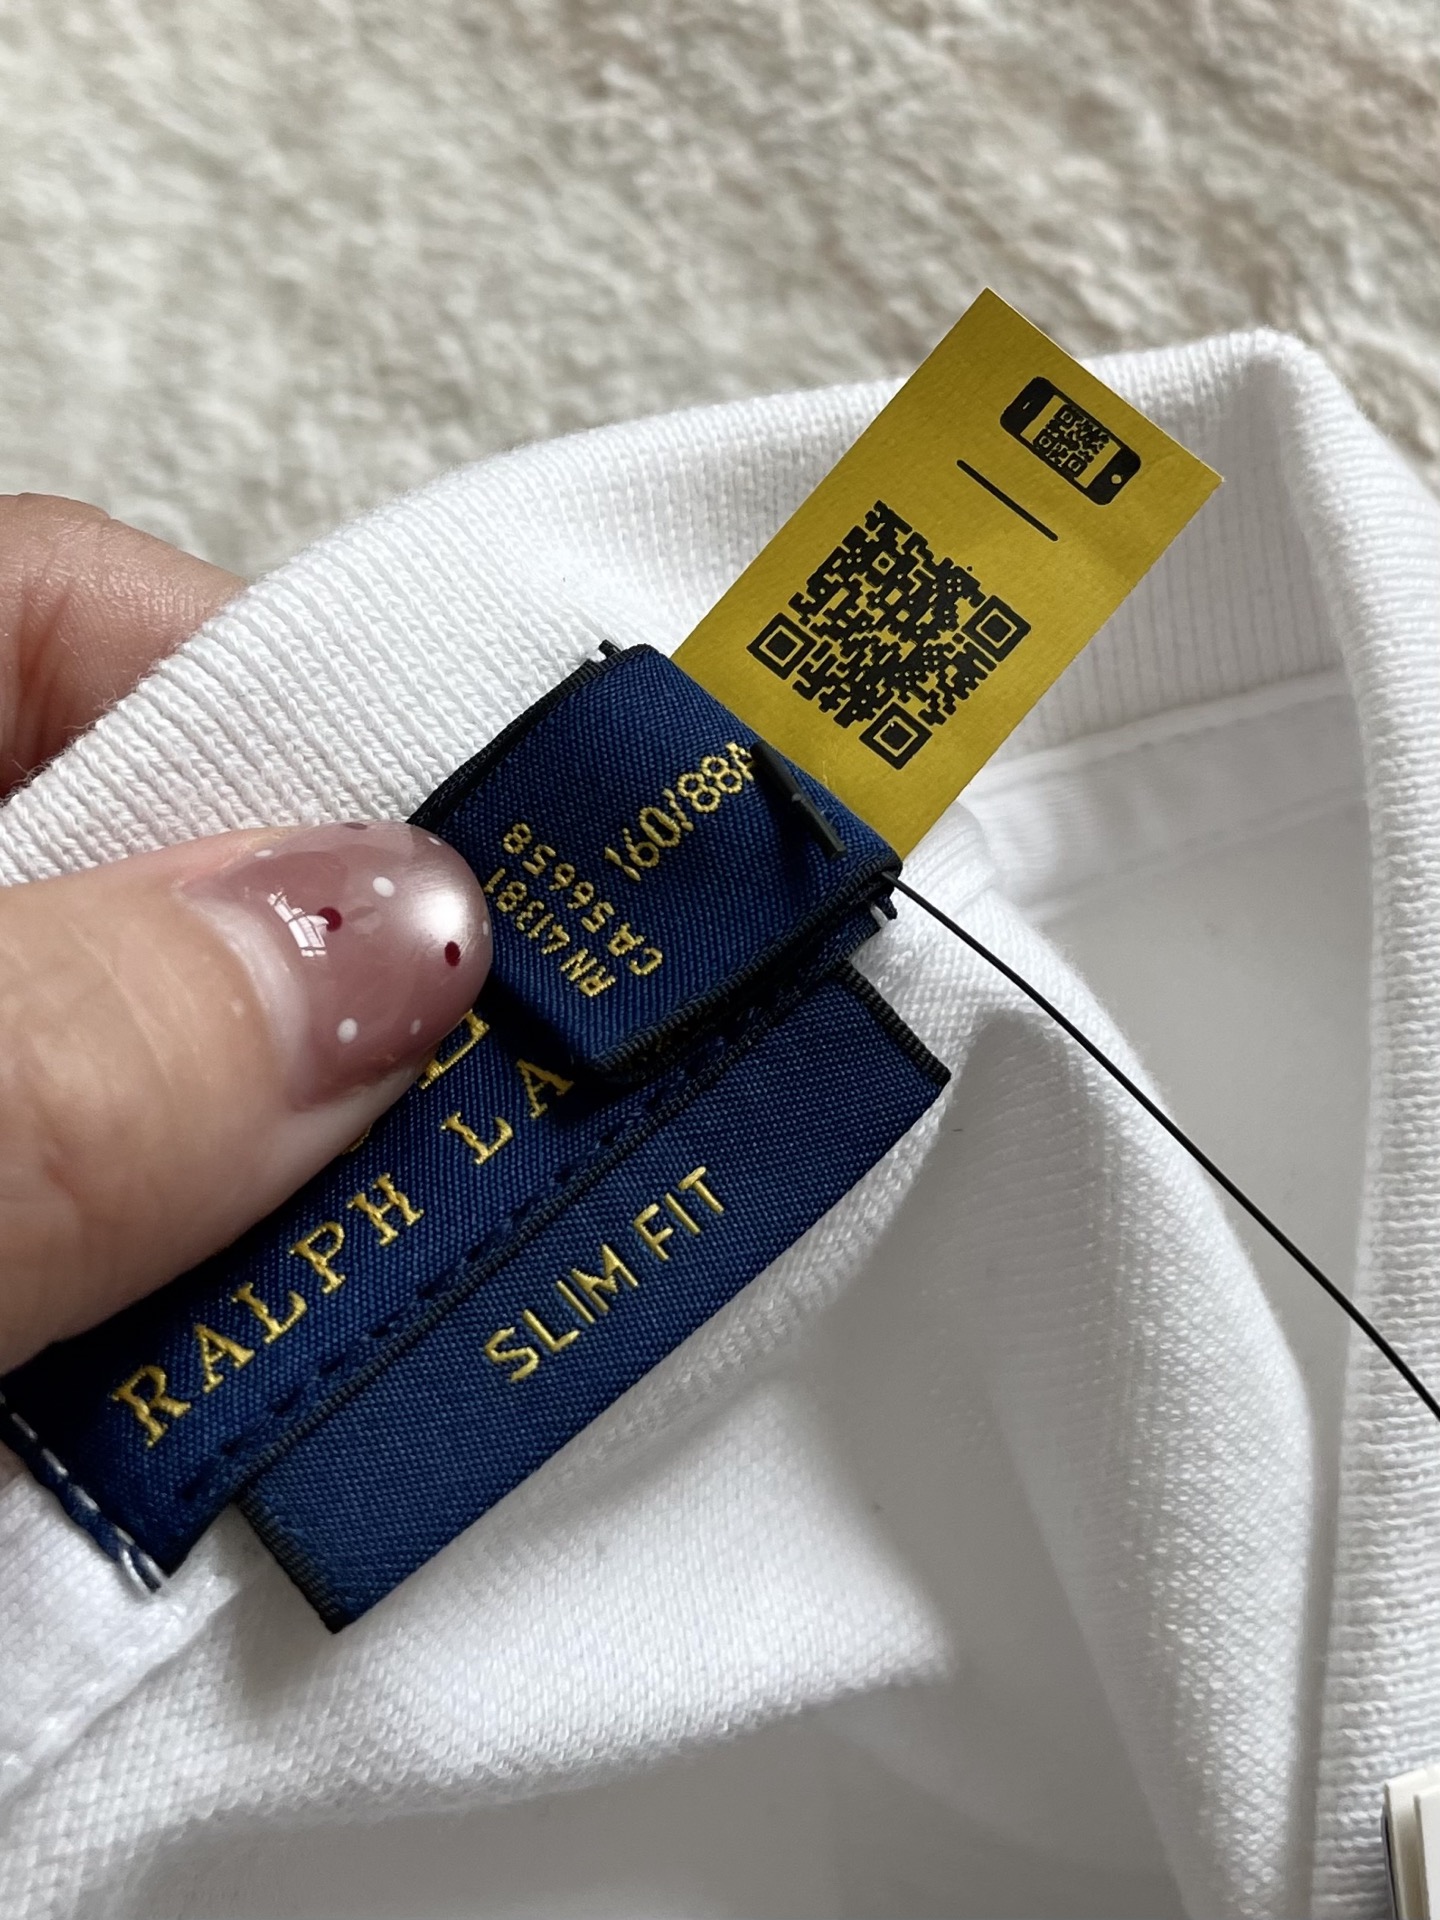 160/88A
RN 41381
CA 56658
RALPH LA
SLIM FIT